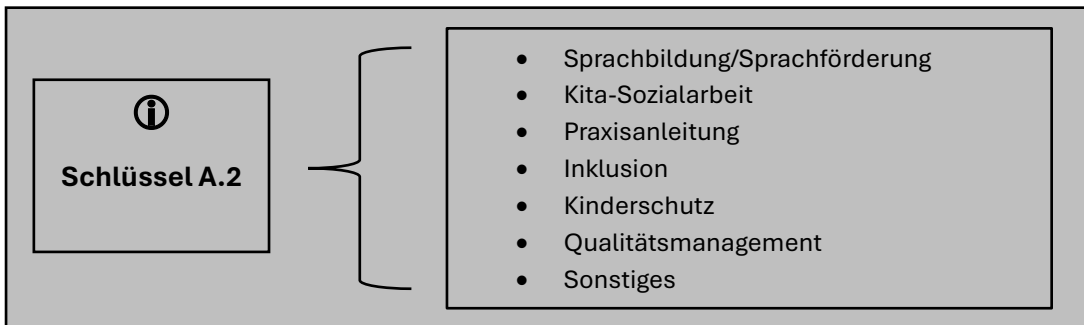 Schlüssel A.2
• Sprachbildung/Sprachförderung
• Kita-Sozialarbeit
• Praxisanleitung
• Inklusion
• Kinderschutz
• Qualitätsmanagement
• Sonstiges